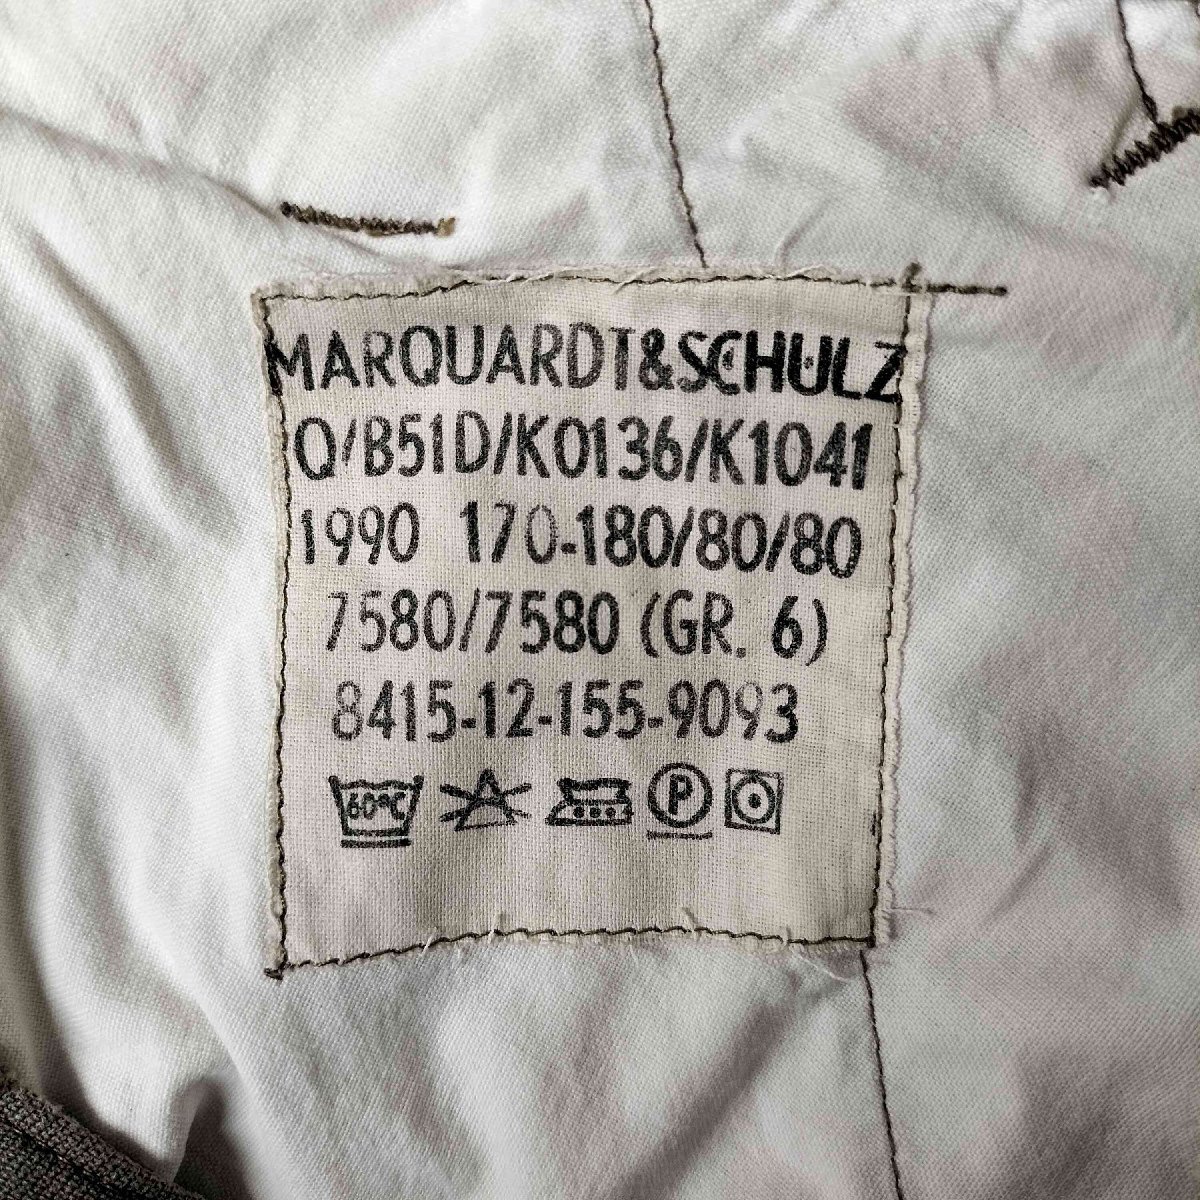 MARQUARDT&SCHULZ
Q/B51D/K0136/K1041
1990 170-180/80/80
7580/7580 (GR. 6)
8415-12-155-9093
60°C P